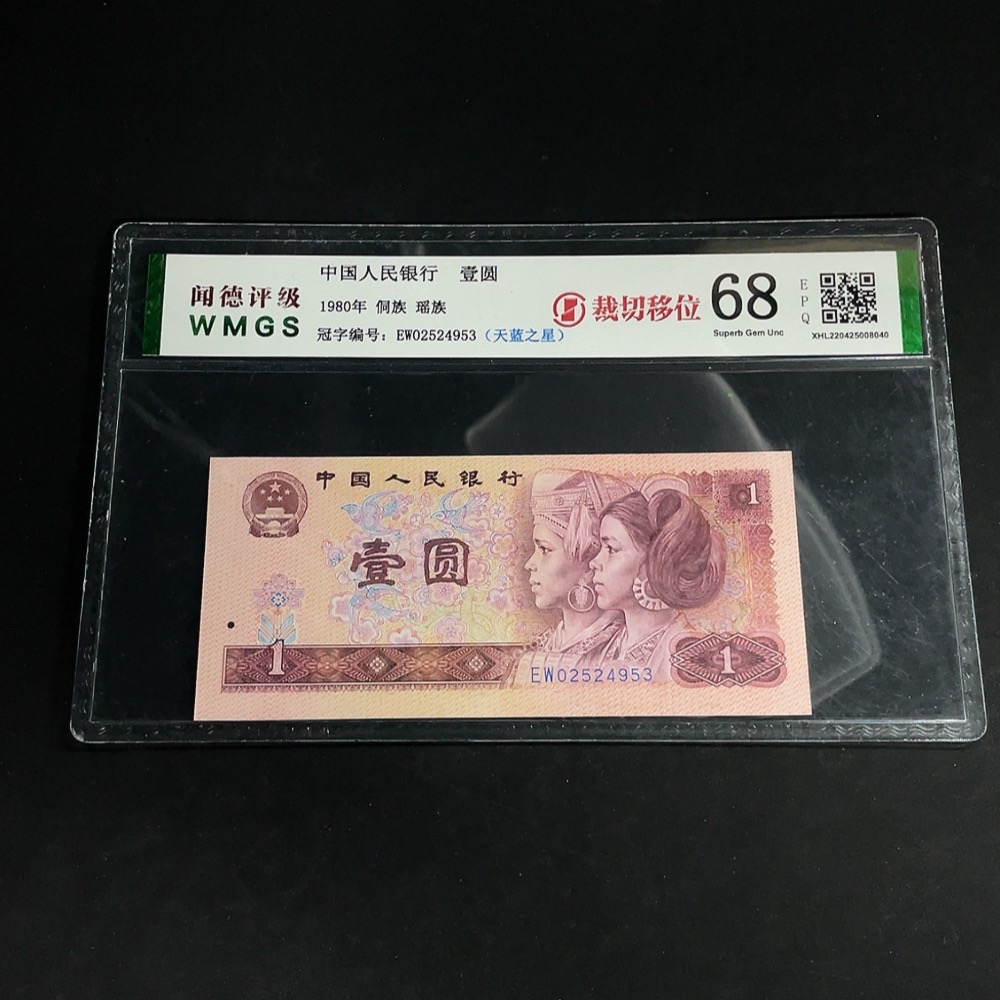 闻德评级
WMGS
中国人民银行 壹圆
1980年 侗族 瑶族
冠字编号：EW02524953（天蓝之星）
裁切移位
68
Superb Gem Unc
EPQ
XHL220425008040
中国人民银行
1
壹圆
1
EW02524953
1